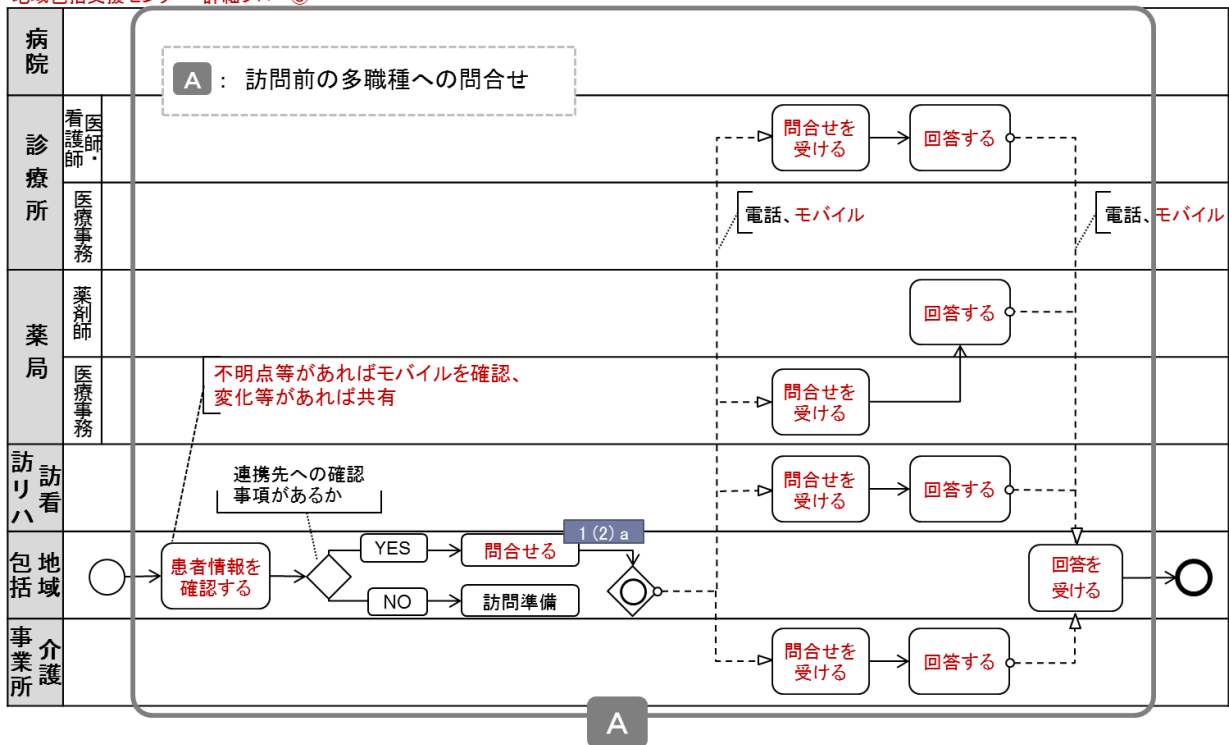 病院
A : 訪問前の多職種への問合せ
診療所
医師・
看護師
問合せを
受ける
回答する
医療事務
電話、モバイル
電話、モバイル
薬局
薬剤師
回答する
医療事務
不明点等があればモバイルを確認、
変化等があれば共有
問合せを
受ける
訪看
訪リハ
連携先への確認
事項があるか
問合せを
受ける
回答する
地域
包括
患者情報を
確認する
YES
問合せる
1(2)a
NO
訪問準備
回答を
受ける
介護
事業所
問合せを
受ける
回答する
A